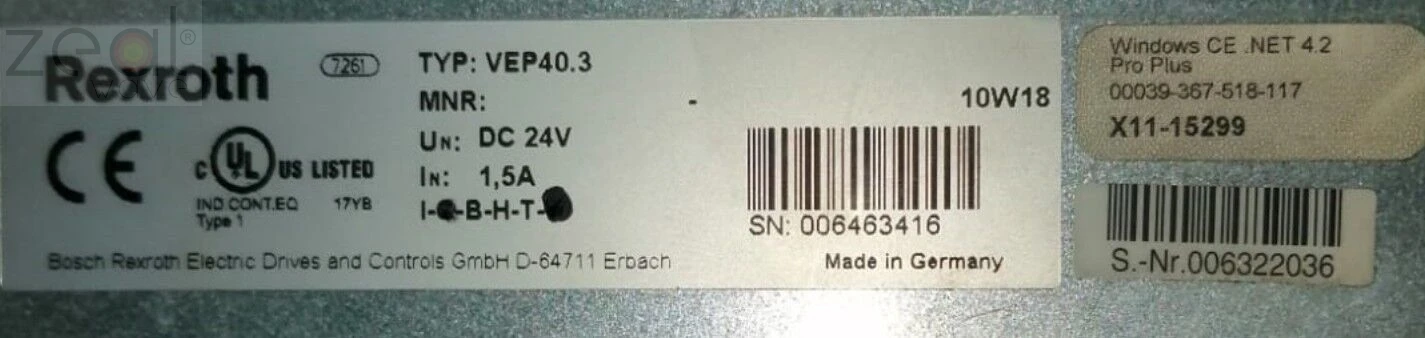 zeal®
Rexroth
7261
TYP: VEP40.3
MNR: -
10W18
UN: DC 24V
IN: 1,5A
I- -B-H-T-
CE
C UL US LISTED
IND CONT.EQ 17YB
Type 1
SN: 006463416
Bosch Rexroth Electric Drives and Controls GmbH D-64711 Erbach
Made in Germany
Windows CE .NET 4.2
Pro Plus
00039-367-518-117
X11-15299
S.-Nr.006322036